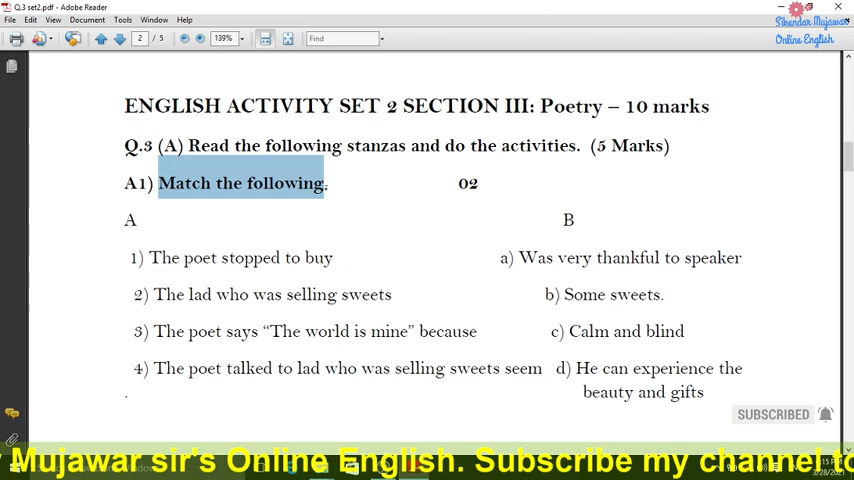 Q.3 set2.pdf - Adobe Reader
File Edit View Document Tools Window Help
Sikandar Mujawar
Online English
2 / 5 139% Find
ENGLISH ACTIVITY SET 2 SECTION III: Poetry – 10 marks
Q.3 (A) Read the following stanzas and do the activities. (5 Marks)
A1) Match the following. 02
A B
1) The poet stopped to buy a) Was very thankful to speaker
2) The lad who was selling sweets b) Some sweets.
3) The poet says “The world is mine” because c) Calm and blind
4) The poet talked to lad who was selling sweets seem d) He can experience the
. beauty and gifts
SUBSCRIBED
Mujawar sir's Online English. Subscribe my channel to
3/28/2021